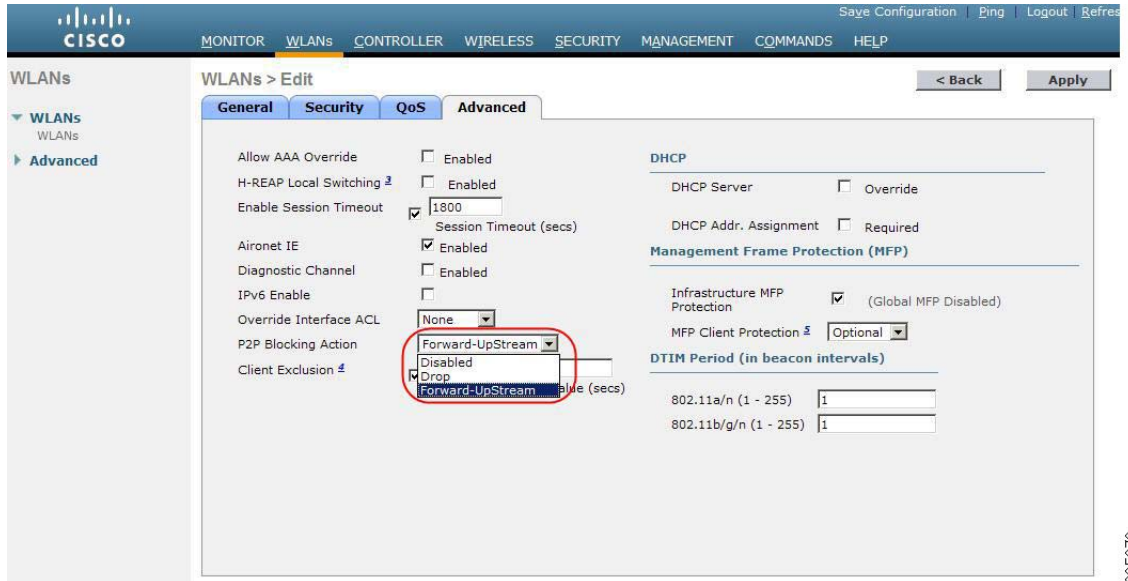 Save Configuration | Ping | Logout | Refres
CISCO
MONITOR WLANs CONTROLLER WIRELESS SECURITY MANAGEMENT COMMANDS HELP
WLANs
WLANs
WLANs
Advanced
WLANs > Edit
< Back
Apply
General Security QoS Advanced
Allow AAA Override Enabled
H-REAP Local Switching 3 Enabled
Enable Session Timeout 1800
Session Timeout (secs)
Aironet IE Enabled
Diagnostic Channel Enabled
IPv6 Enable
Override Interface ACL None
P2P Blocking Action Forward-UpStream
Disabled
Client Exclusion 4 Drop
Forward-UpStream alue (secs)
DHCP
DHCP Server Override
DHCP Addr. Assignment Required
Management Frame Protection (MFP)
Infrastructure MFP
Protection (Global MFP Disabled)
MFP Client Protection 5 Optional
DTIM Period (in beacon intervals)
802.11a/n (1 - 255) 1
802.11b/g/n (1 - 255) 1